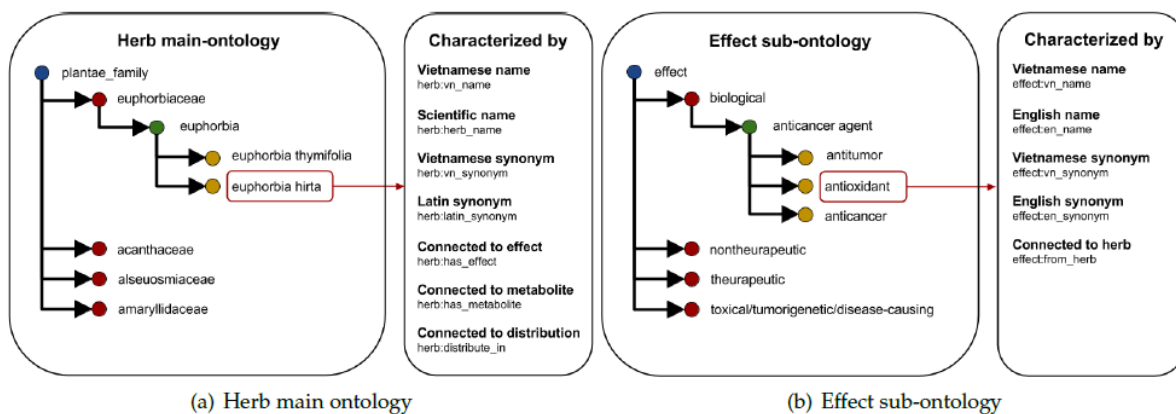 Herb main-ontology
plantae_family
euphorbiaceae
euphorbia
euphorbia thymifolia
euphorbia hirta
acanthaceae
alseuosmiaceae
amaryllidaceae
Characterized by
Vietnamese name
herb:vn_name
Scientific name
herb:herb_name
Vietnamese synonym
herb:vn_synonym
Latin synonym
herb:latin_synonym
Connected to effect
herb:has_effect
Connected to metabolite
herb:has_metabolite
Connected to distribution
herb:distribute_in
(a) Herb main ontology
Effect sub-ontology
effect
biological
anticancer agent
antitumor
antioxidant
anticancer
nontherapeutic
theurapeutic
toxical/tumorigenetic/disease-causing
Characterized by
Vietnamese name
effect:vn_name
English name
effect:en_name
Vietnamese synonym
effect:vn_synonym
English synonym
effect:en_synonym
Connected to herb
effect:from_herb
(b) Effect sub-ontology